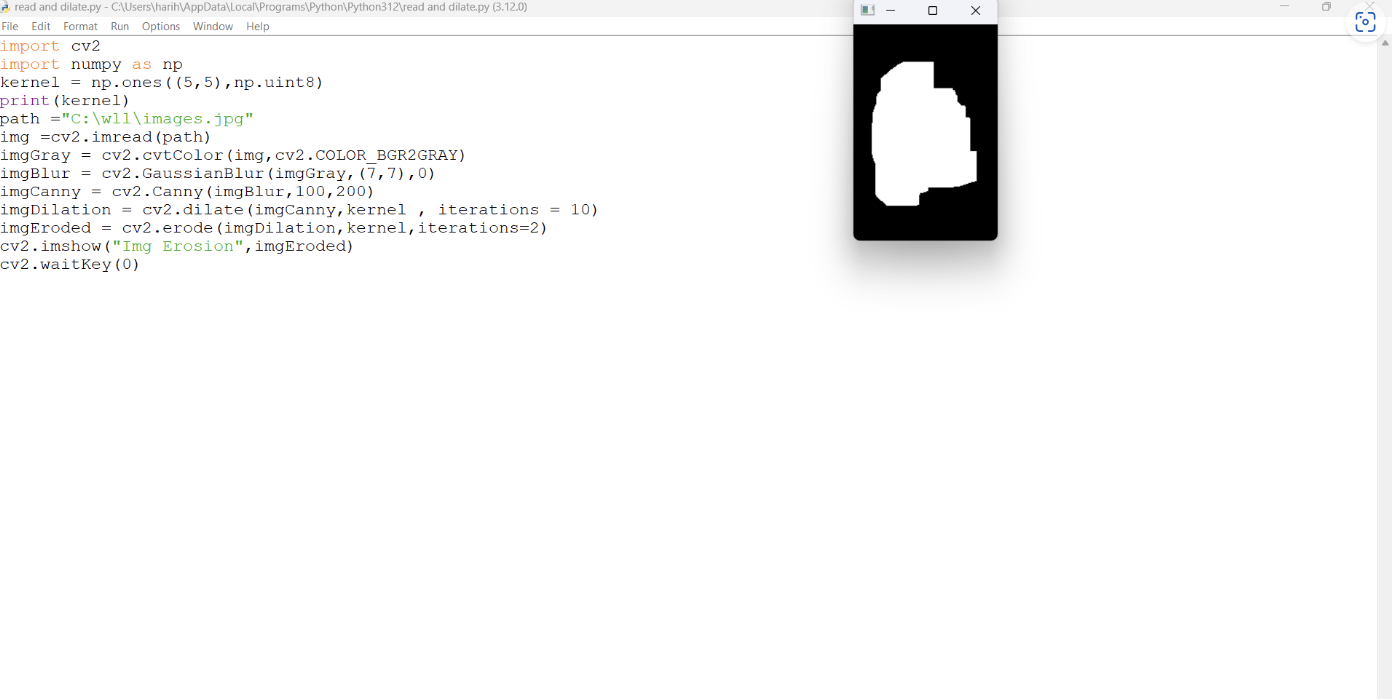 read and dilate.py - C:\Users\harih\AppData\Local\Programs\Python\Python312\read and dilate.py (3.12.0)
File Edit Format Run Options Window Help
import cv2
import numpy as np
kernel = np.ones((5,5),np.uint8)
print(kernel)
path ="C:\wll\images.jpg"
img =cv2.imread(path)
imgGray = cv2.cvtColor(img,cv2.COLOR_BGR2GRAY)
imgBlur = cv2.GaussianBlur(imgGray,(7,7),0)
imgCanny = cv2.Canny(imgBlur,100,200)
imgDilation = cv2.dilate(imgCanny,kernel , iterations = 10)
imgEroded = cv2.erode(imgDilation,kernel,iterations=2)
cv2.imshow("Img Erosion",imgEroded)
cv2.waitKey(0)